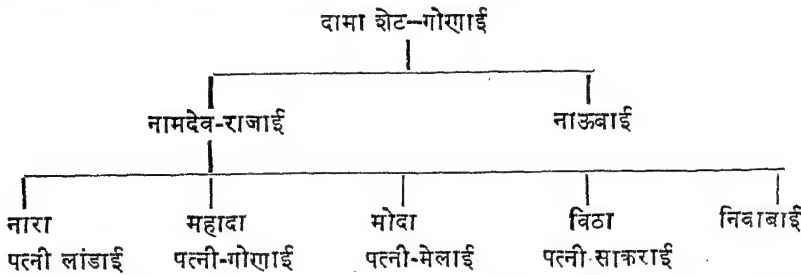 दामा शेट-गोणाई
नामदेव-राजाई नाऊबाई
नारा महादा मोदा विठा निवाबाई
पत्नी लांडाई पत्नी-गोणाई पत्नी-मेलाई पत्नी साकराई